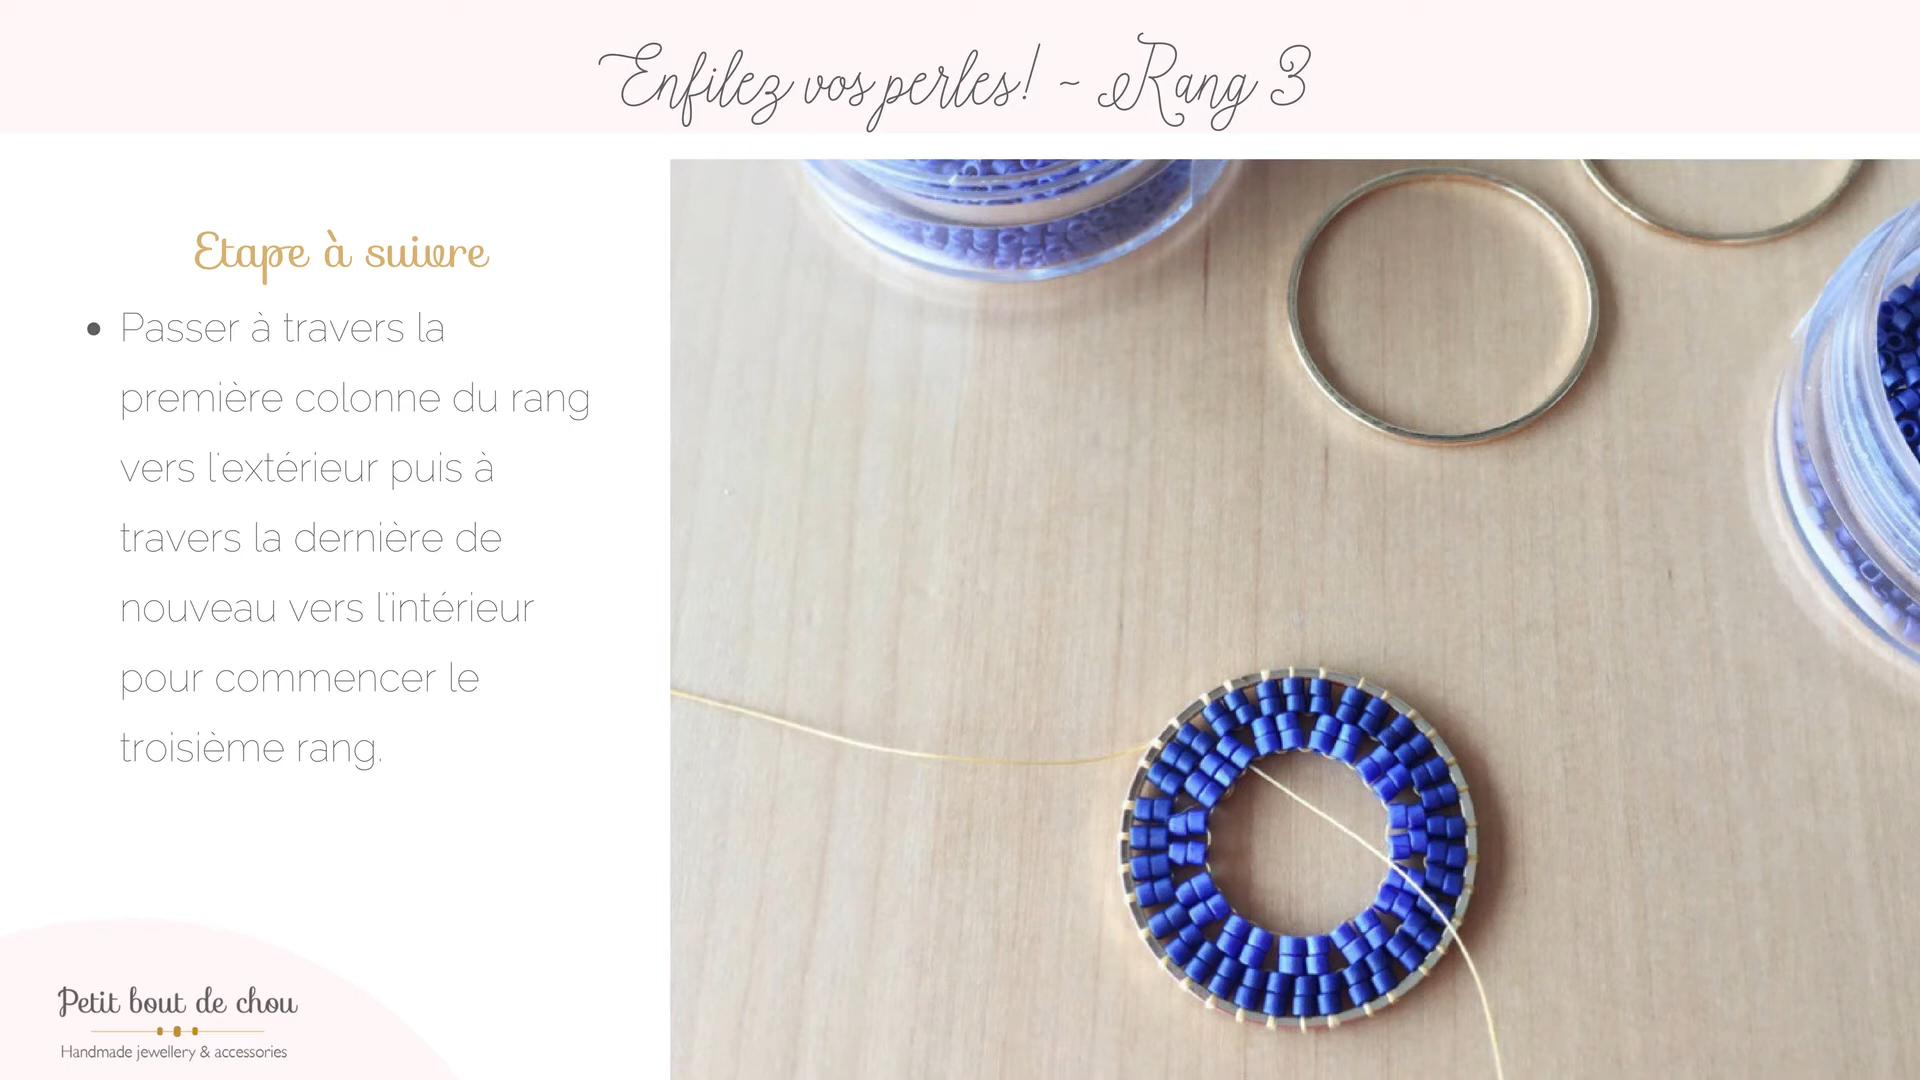 Enfilez vos perles! ~ Rang 3
Etape à suivre
• Passer à travers la
première colonne du rang
vers l'extérieur puis à
travers la dernière de
nouveau vers l'intérieur
pour commencer le
troisième rang.
Petit bout de chou
Handmade jewellery & accessories